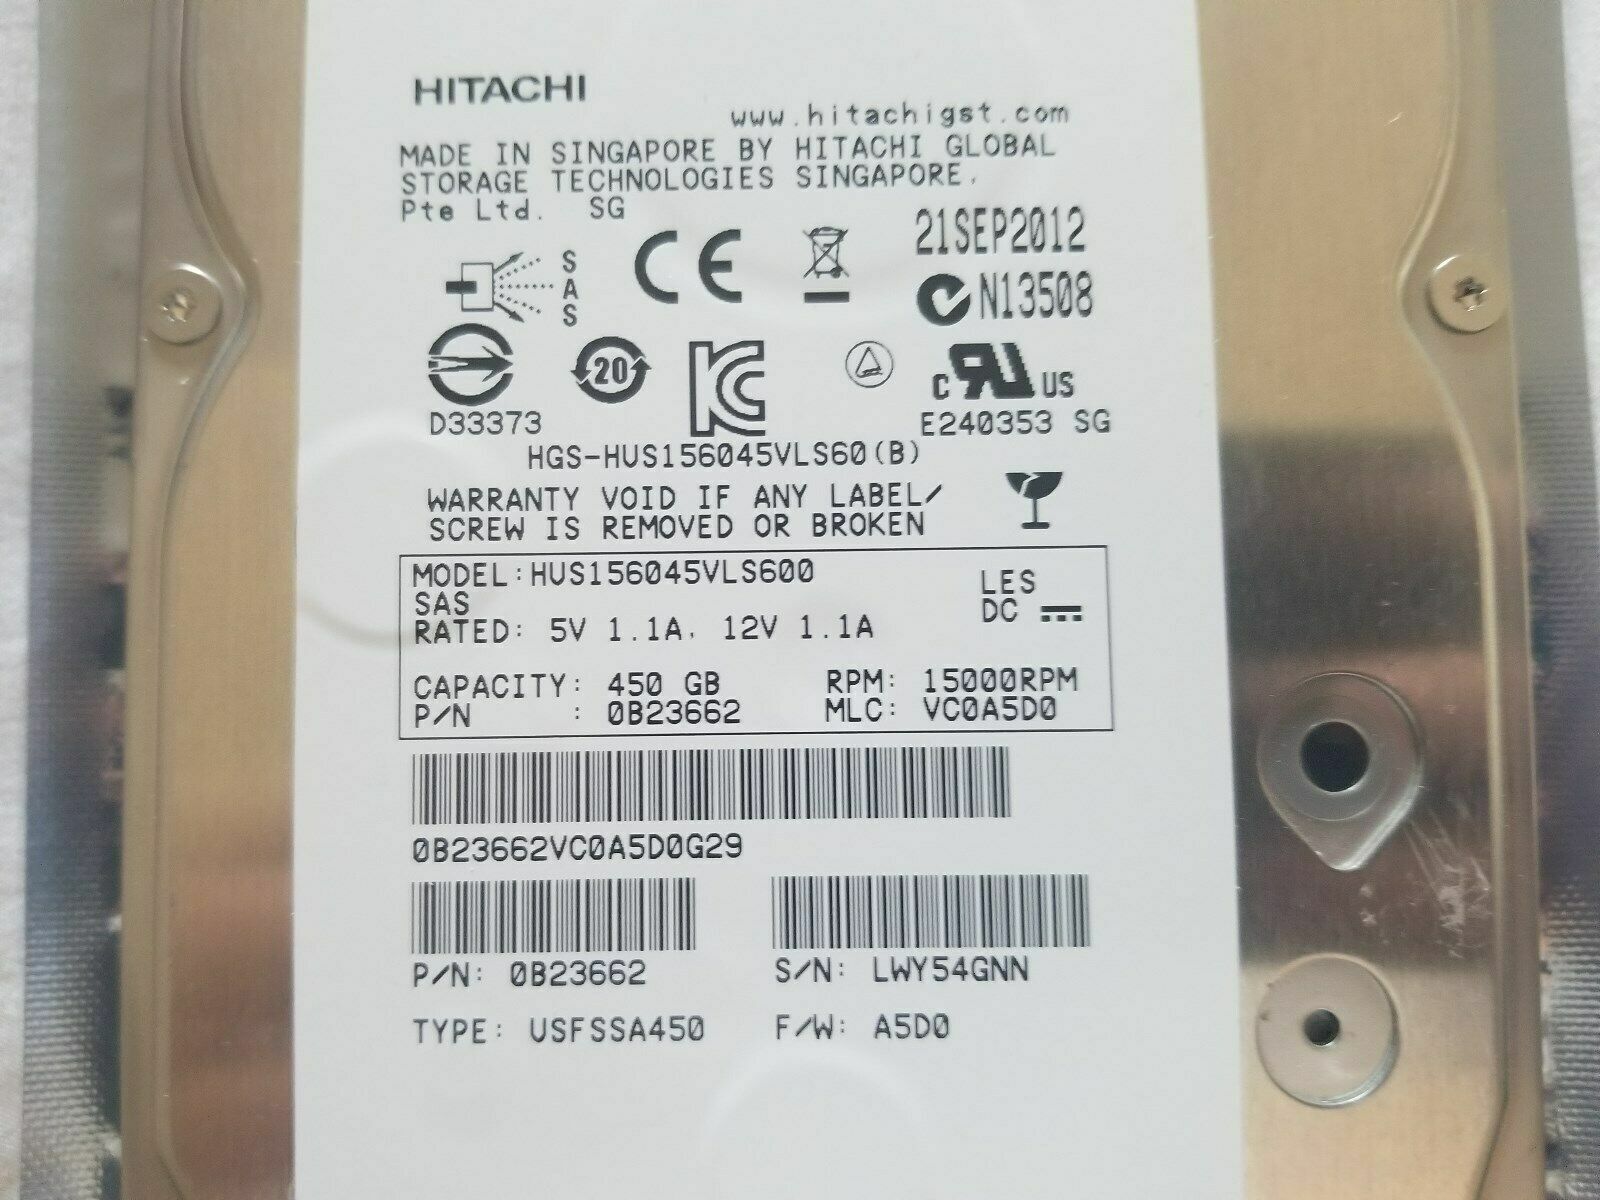 HITACHI
www.hitachigst.com
MADE IN SINGAPORE BY HITACHI GLOBAL
STORAGE TECHNOLOGIES SINGAPORE.
Pte Ltd. SG
21SEP2012
SAS
CE
N13508
20
KC
c RU US
D33373
E240353 SG
HGS-HUS156045VLS60(B)
WARRANTY VOID IF ANY LABEL/
SCREW IS REMOVED OR BROKEN
MODEL:HUS156045VLS600
LES
SAS
DC
RATED: 5V 1.1A, 12V 1.1A
CAPACITY: 450 GB RPM: 15000RPM
P/N : 0B23662 MLC: VC0A5D0
0B23662VC0A5D0G29
P/N: 0B23662 S/N: LWY54GNN
TYPE: USFSSA450 F/W: A5D0